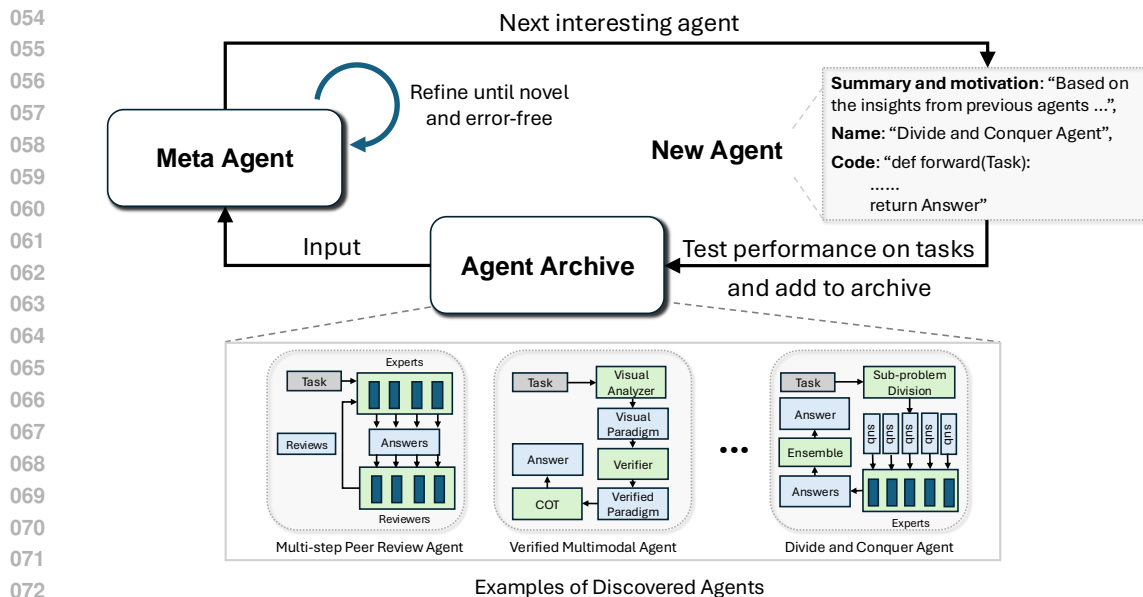 054
055
056
057
058
059
060
061
062
063
064
065
066
067
068
069
070
071
072
Next interesting agent
Refine until novel
and error-free
Meta Agent
New Agent
Summary and motivation: “Based on
the insights from previous agents ...”,
Name: “Divide and Conquer Agent”,
Code: “def forward(Task):
......
return Answer”
Input
Agent Archive
Test performance on tasks
and add to archive
Experts
Task
Reviews
Answers
Reviewers
Multi-step Peer Review Agent
Task
Visual
Analyzer
Visual
Paradigm
Answer
Verifier
COT
Verified
Paradigm
Verified Multimodal Agent
...
Task
Sub-problem
Division
Answer
sub
sub
sub
sub
sub
Ensemble
Answers
Experts
Divide and Conquer Agent
Examples of Discovered Agents